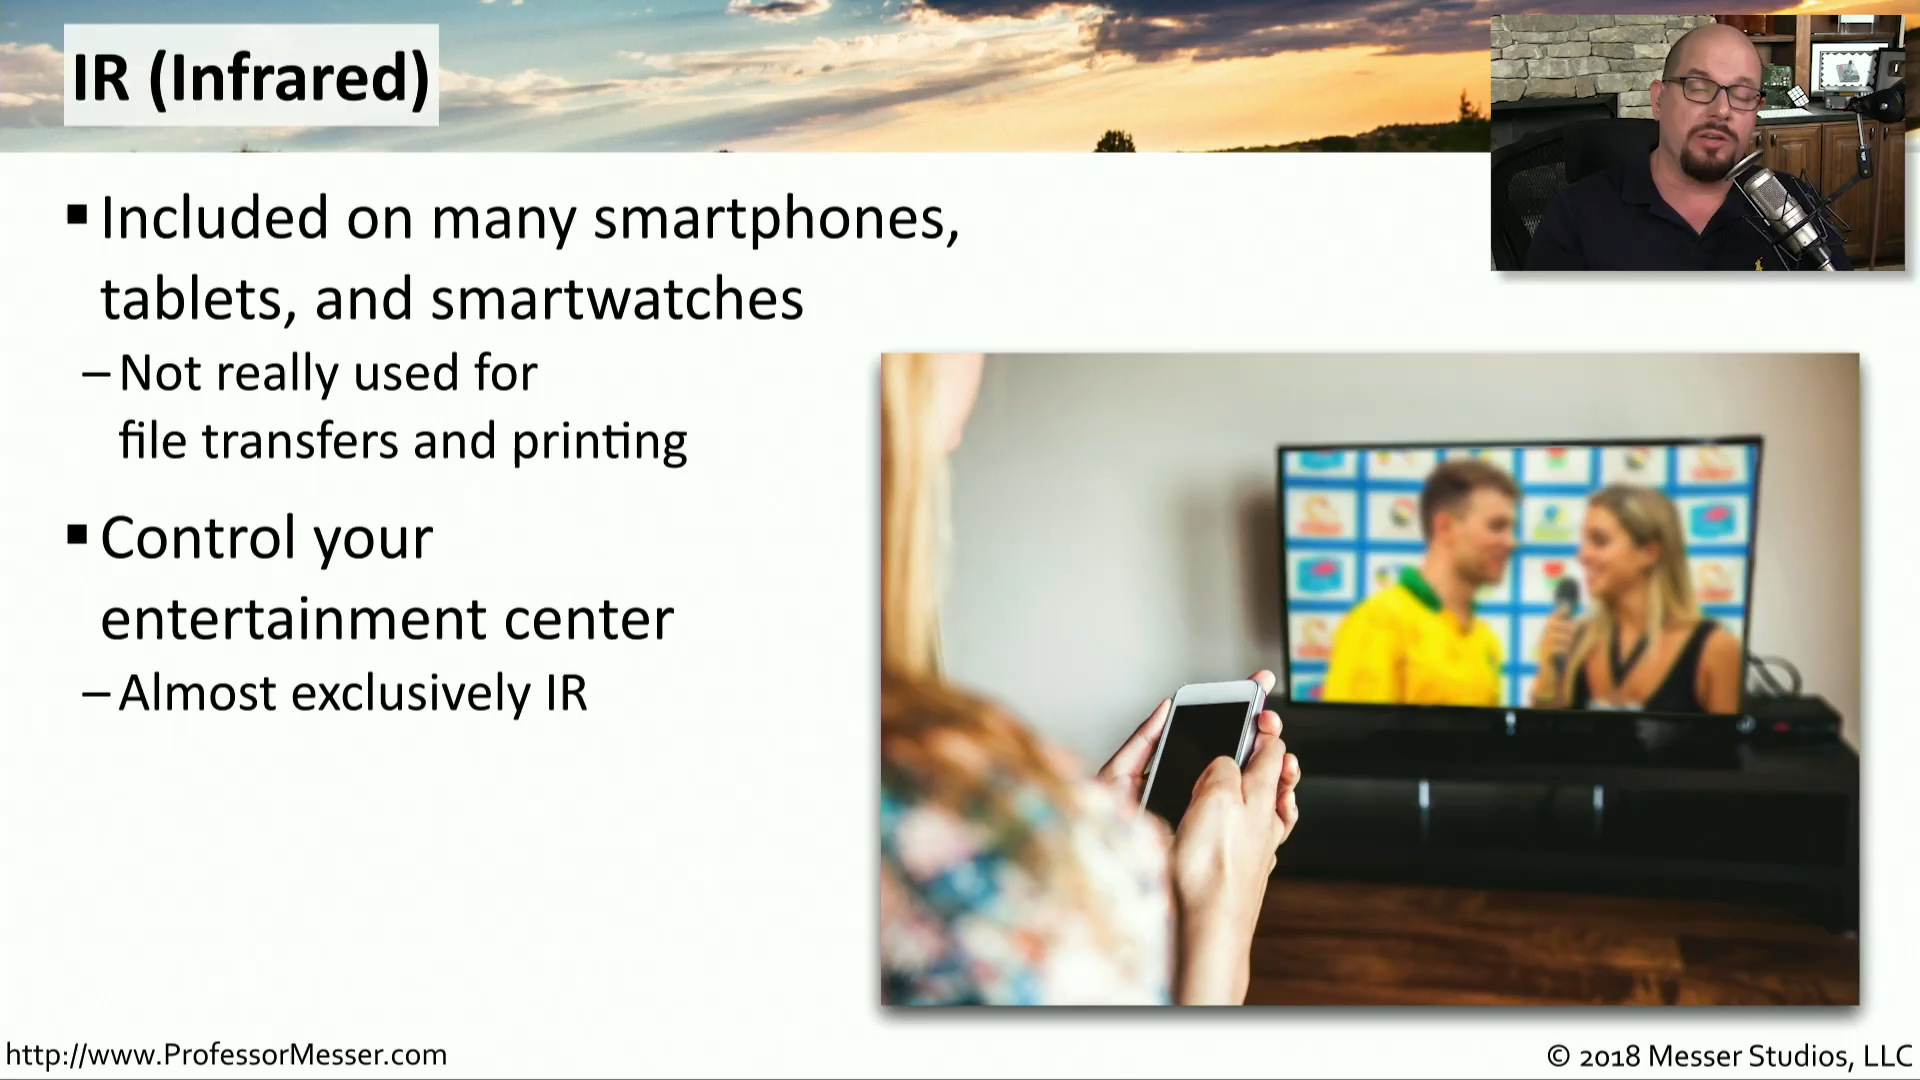 IR (Infrared)
▪ Included on many smartphones,
tablets, and smartwatches
– Not really used for
file transfers and printing
▪ Control your
entertainment center
– Almost exclusively IR
http://www.ProfessorMesser.com
© 2018 Messer Studios, LLC